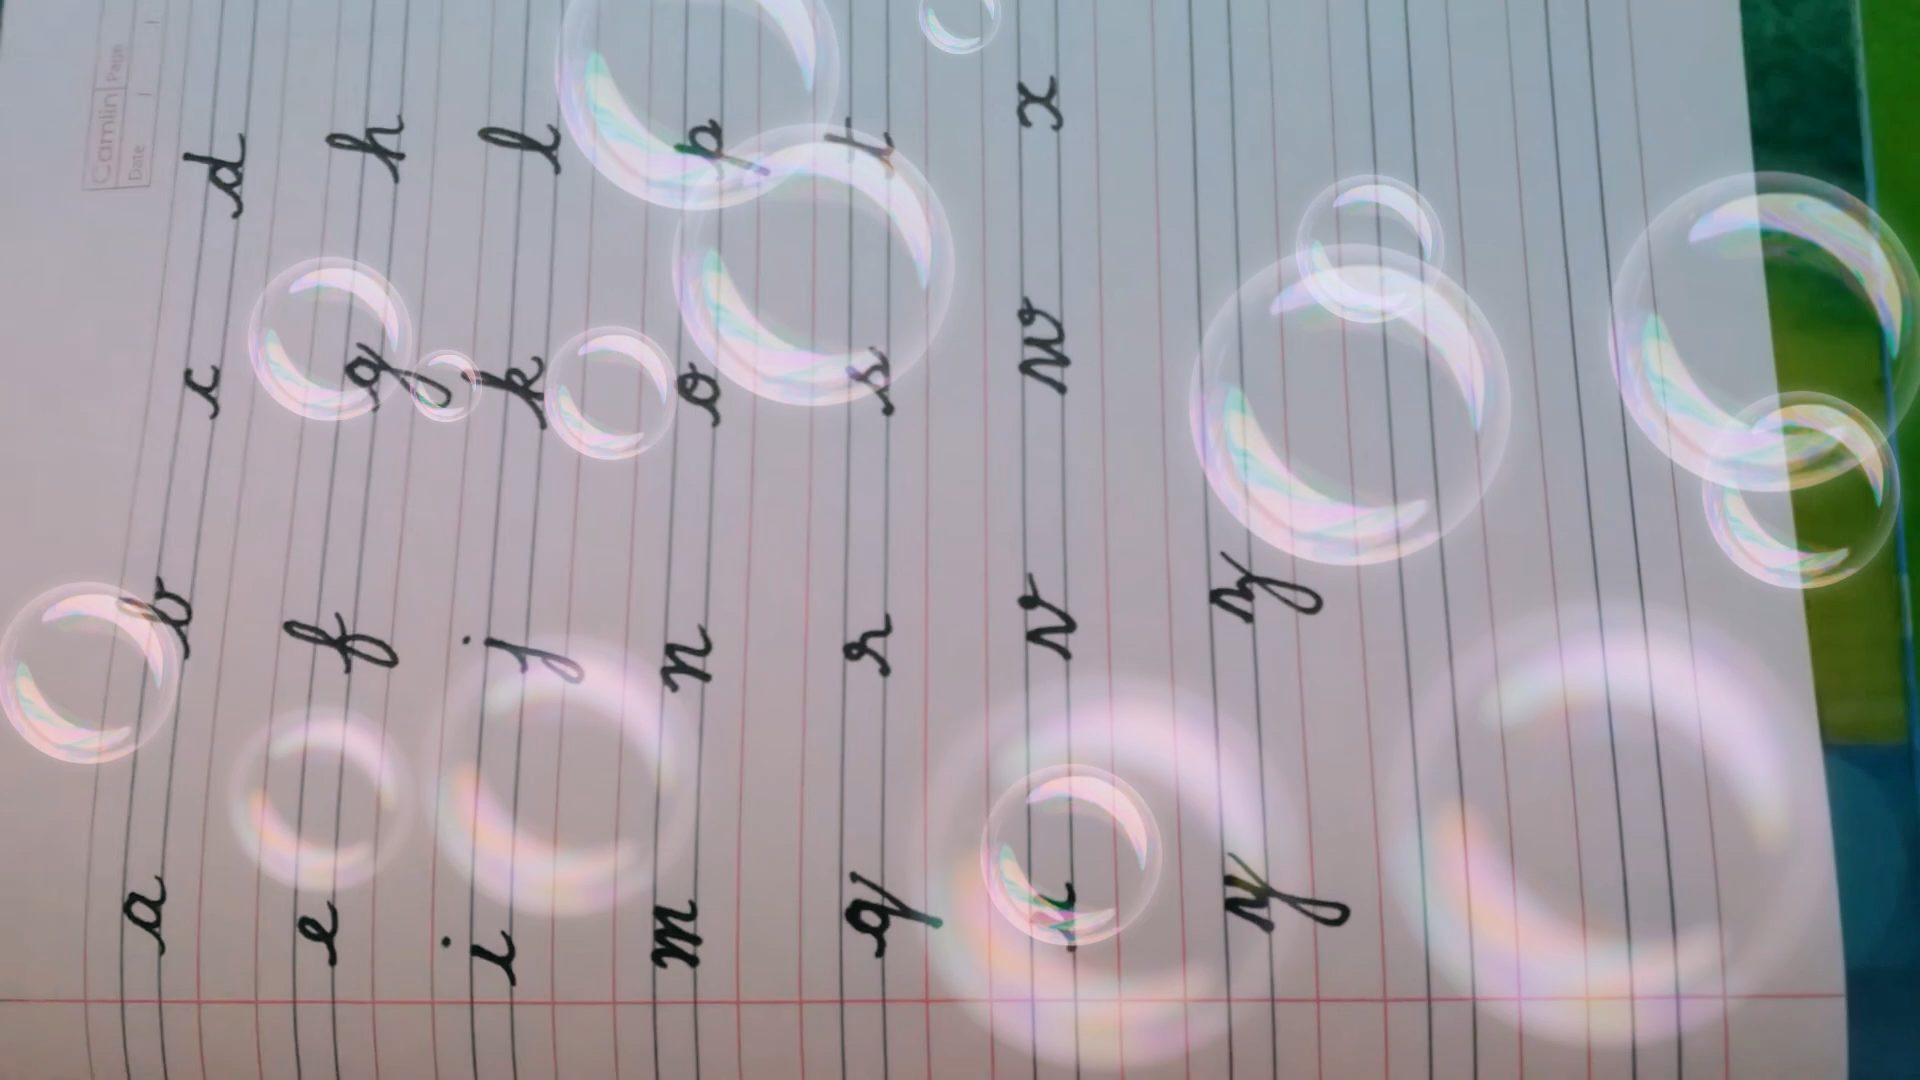 Camlin Page
Date
a b c d
e f g h
i j k l
m n o p
q r s t
u v w x
y z